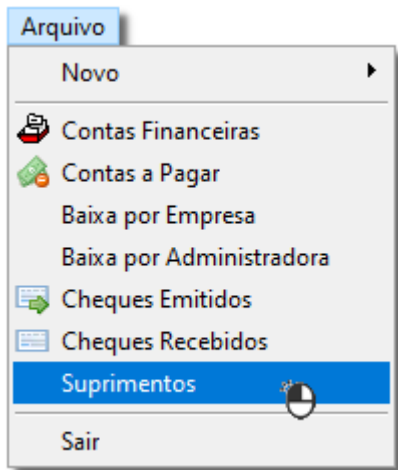 Arquivo
Novo
Contas Financeiras
Contas a Pagar
Baixa por Empresa
Baixa por Administradora
Cheques Emitidos
Cheques Recebidos
Suprimentos
Sair